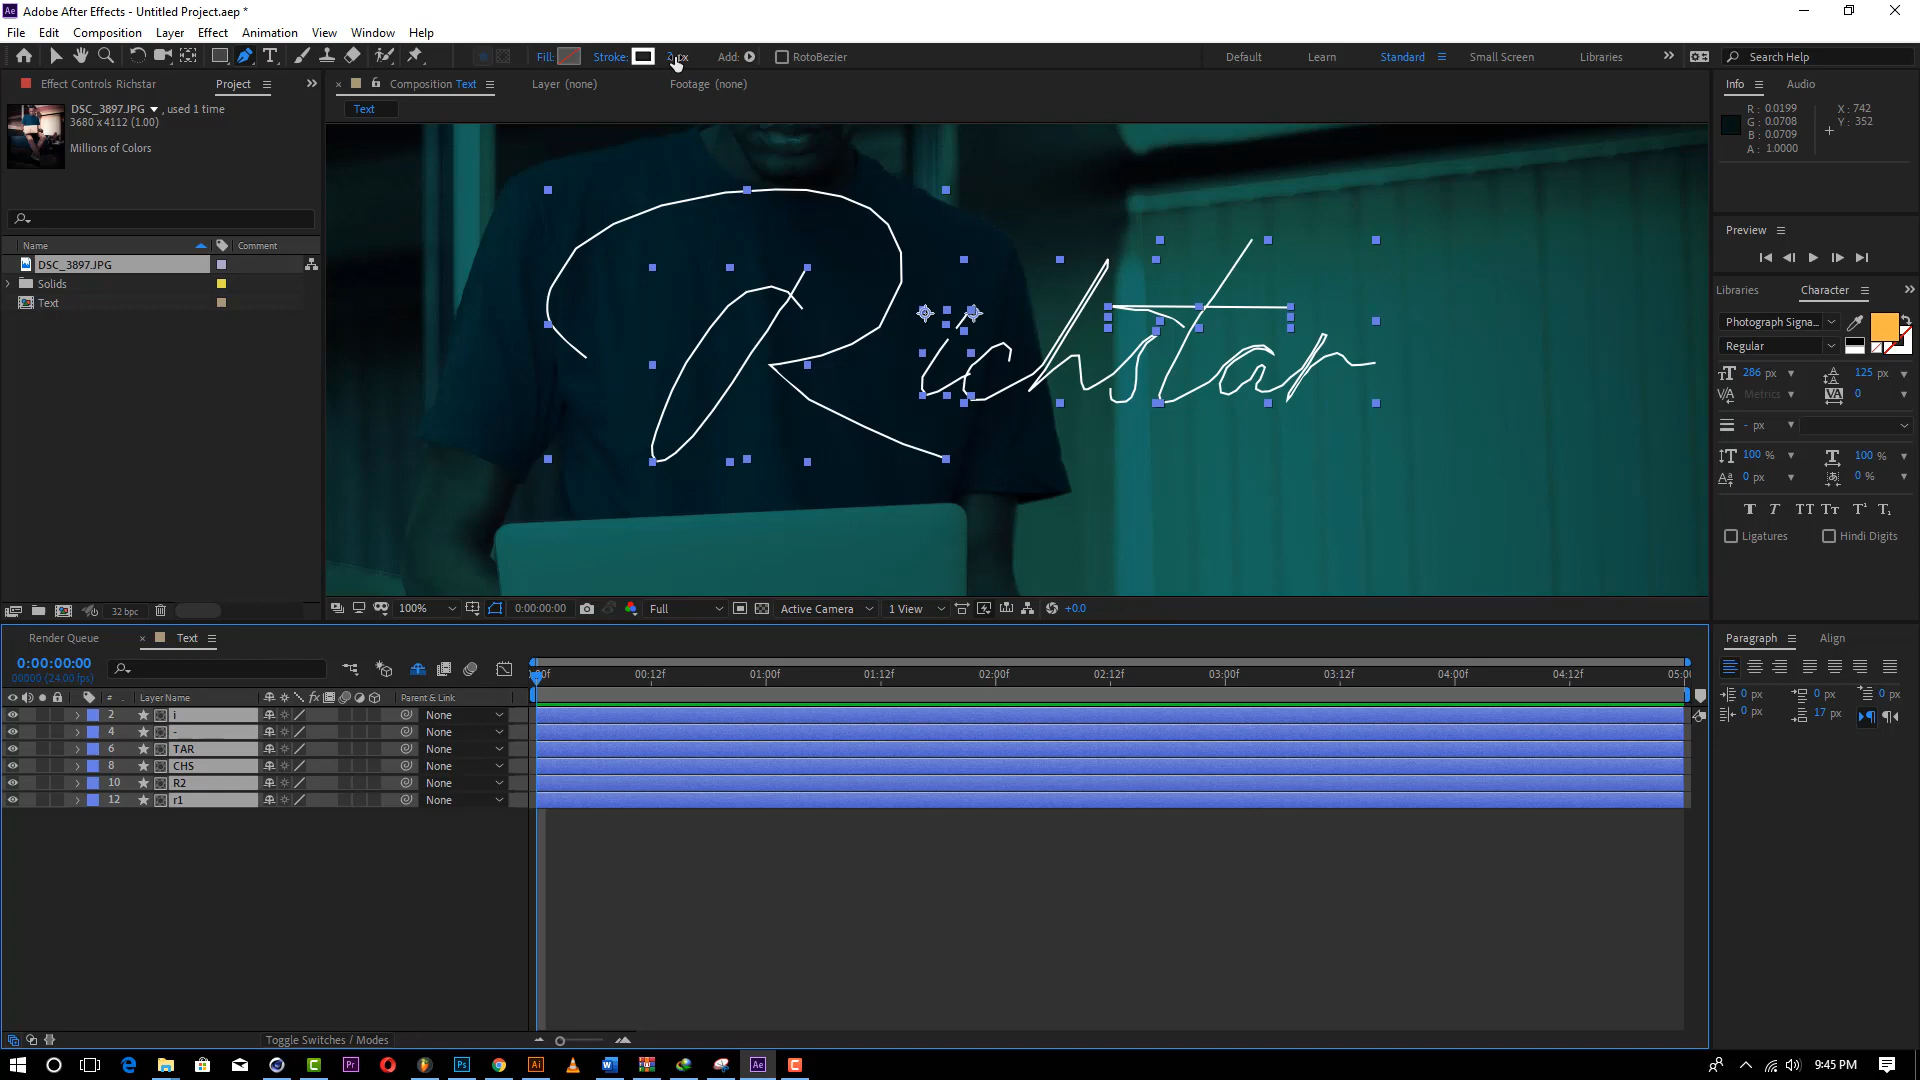 Adobe After Effects - Untitled Project.aep *
File Edit Composition Layer Effect Animation View Window Help
Fill: Stroke: px Add: RotoBezier Default Learn Standard Small Screen Libraries Search Help
Effect Controls Richstar Project
Composition Text Layer (none) Footage (none)
Info Audio
DSC_3897.JPG , used 1 time
3680 x 4112 (1.00)
Millions of Colors
Text
R : 0.0199
G : 0.0708
B : 0.0709
A : 1.0000
X : 742
Y : 352
Name Comment
DSC_3897.JPG
Solids
Text
Richstar
Preview
Libraries Character
Photograph Signa...
Regular
286 px 125 px
Metrics 0
- px
100 % 100 %
0 px 0 %
Ligatures Hindi Digits
32 bpc
100% 0:00:00:00 Full Active Camera 1 View +0.0
Render Queue Text
Paragraph Align
0:00:00:00
00000 (24.00 fps)
00f 00:12f 01:00f 01:12f 02:00f 02:12f 03:00f 03:12f 04:00f 04:12f 05:0
# Layer Name fx Parent & Link
2 i None
4 - None
6 TAR None
8 CHS None
10 R2 None
12 r1 None
0 px 0 px 0 px
0 px 17 px
Toggle Switches / Modes
9:45 PM